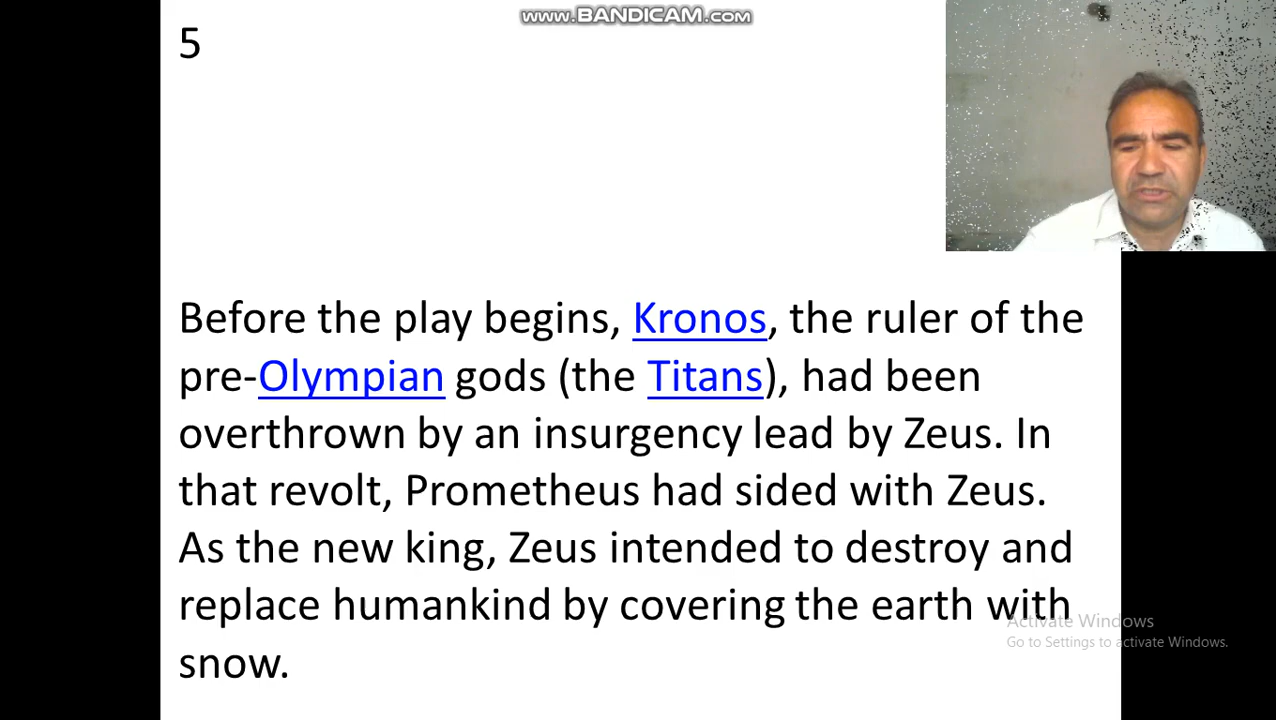 www.BANDICAM.com
5
Before the play begins, Kronos, the ruler of the
pre-Olympian gods (the Titans), had been
overthrown by an insurgency lead by Zeus. In
that revolt, Prometheus had sided with Zeus.
As the new king, Zeus intended to destroy and
replace humankind by covering the earth with
snow.
Activate Windows
Go to Settings to activate Windows.